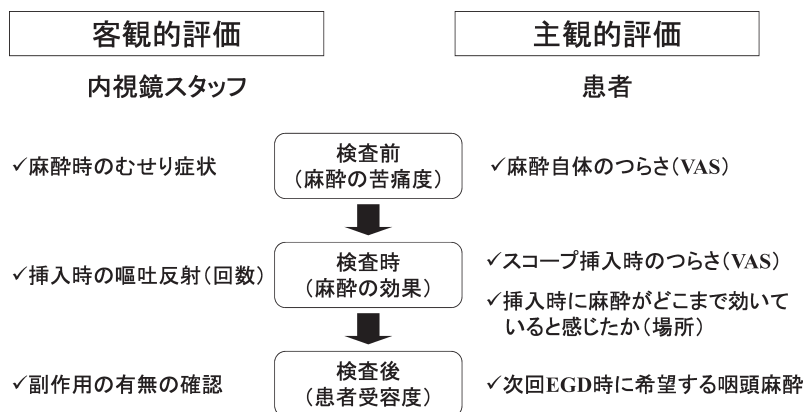 客観的評価
主観的評価
内視鏡スタッフ
患者
✓麻酔時のむせり症状
検査前
（麻酔の苦痛度）
✓麻酔自体のつらさ（VAS）
✓挿入時の嘔吐反射（回数）
検査時
（麻酔の効果）
✓スコープ挿入時のつらさ（VAS）
✓挿入時に麻酔がどこまで効いて
いると感じたか（場所）
✓副作用の有無の確認
検査後
（患者受容度）
✓次回EGD時に希望する咽頭麻酔